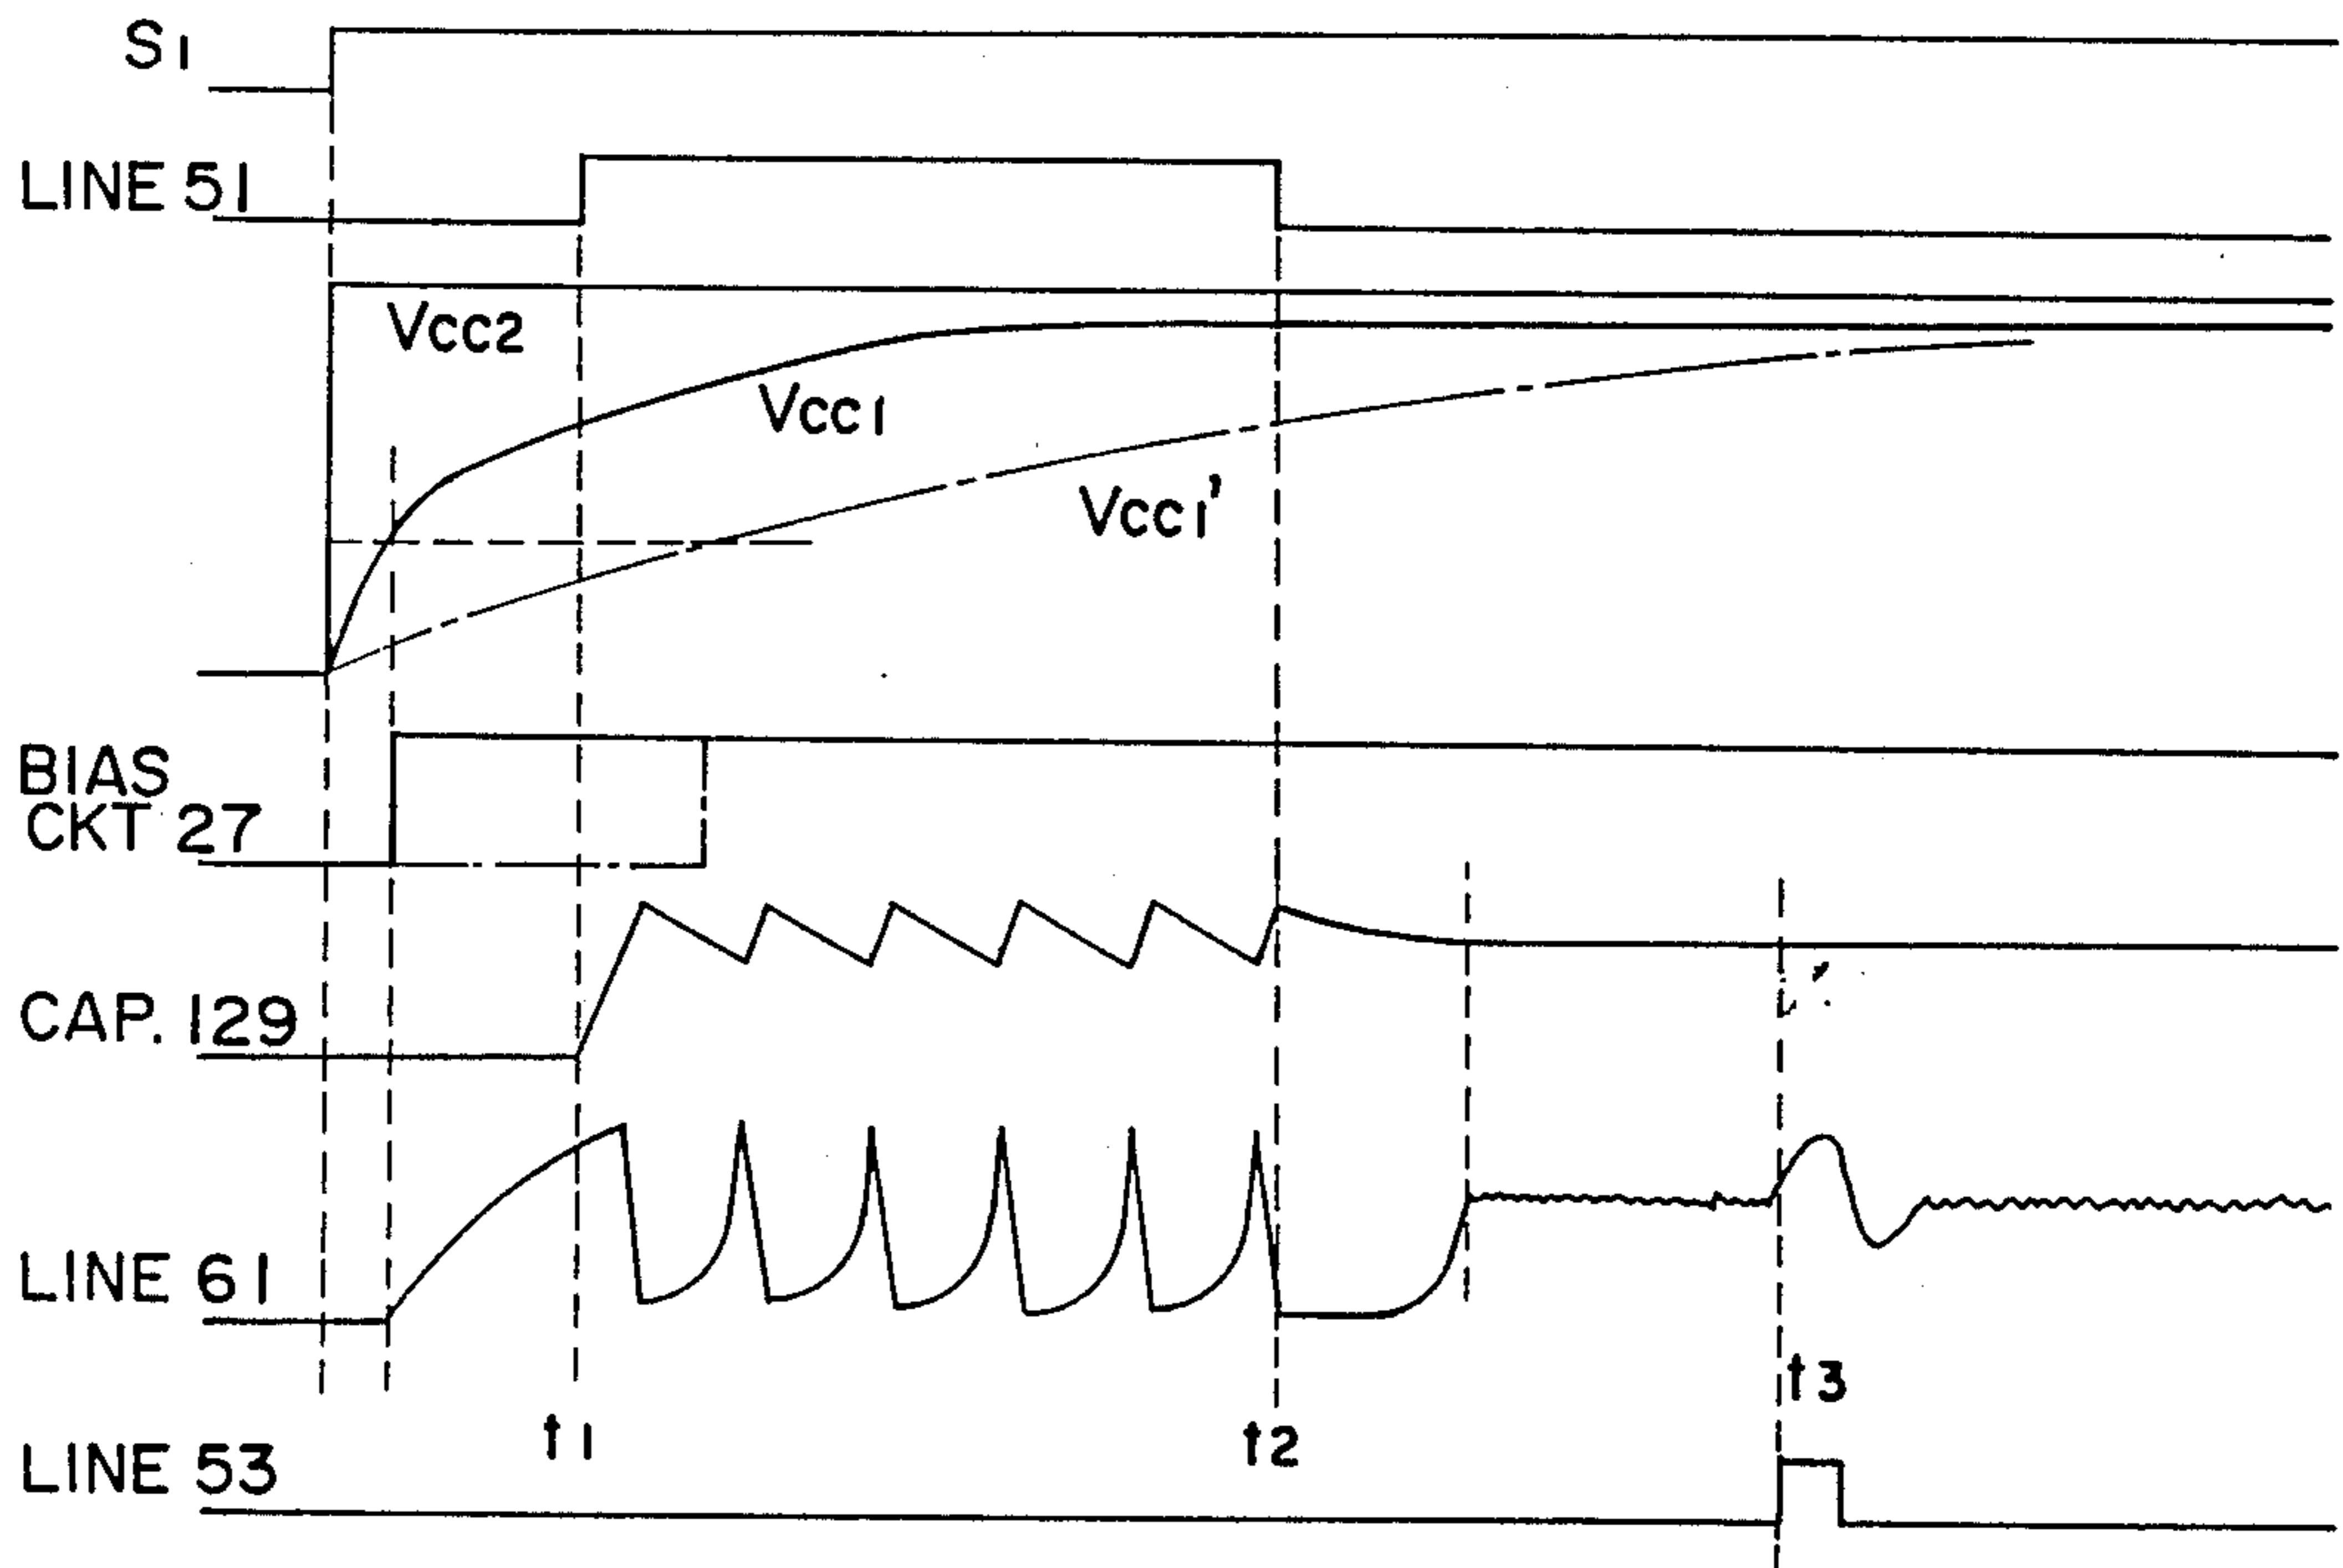 S1
LINE 51
Vcc2
Vcc1
Vcc1'
BIAS
CKT 27
CAP. 129
LINE 61
t3
t1
t2
LINE 53